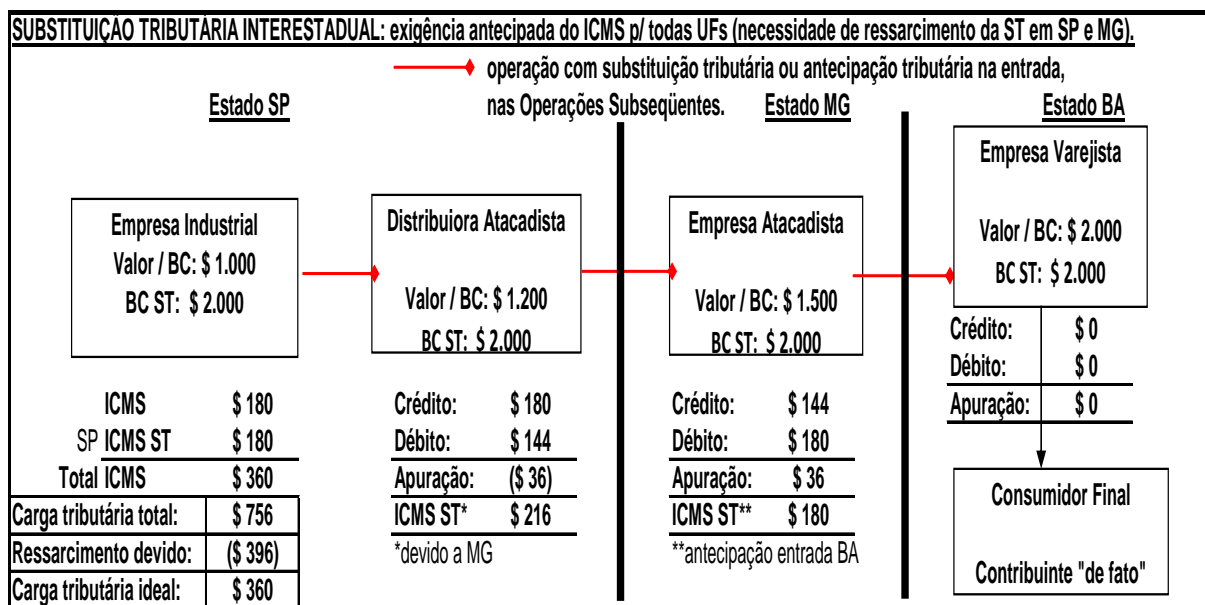 SUBSTITUIÇÃO TRIBUTÁRIA INTERESTADUAL: exigência antecipada do ICMS p/ todas UFs (necessidade de ressarcimento da ST em SP e MG).
operação com substituição tributária ou antecipação tributária na entrada,
nas Operações Subseqüentes.
Estado SP
Estado MG
Estado BA
Empresa Industrial
Valor / BC: $ 1.000
BC ST: $ 2.000
Distribuiora Atacadista
Valor / BC: $ 1.200
BC ST: $ 2.000
Empresa Atacadista
Valor / BC: $ 1.500
BC ST: $ 2.000
Empresa Varejista
Valor / BC: $ 2.000
BC ST: $ 2.000
ICMS $ 180
SP ICMS ST $ 180
Total ICMS $ 360
Carga tributária total: $ 756
Ressarcimento devido: ($ 396)
Carga tributária ideal: $ 360
Crédito: $ 180
Débito: $ 144
Apuração: ($ 36)
ICMS ST* $ 216
*devido a MG
Crédito: $ 144
Débito: $ 180
Apuração: $ 36
ICMS ST** $ 180
**antecipação entrada BA
Crédito: $ 0
Débito: $ 0
Apuração: $ 0
Consumidor Final
Contribuinte "de fato"